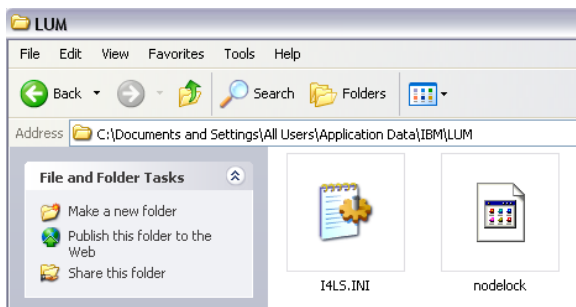 LUM
File Edit View Favorites Tools Help
Back Search Folders
Address C:\Documents and Settings\All Users\Application Data\IBM\LUM
File and Folder Tasks
Make a new folder
Publish this folder to the
Web
Share this folder
I4LS.INI nodelock